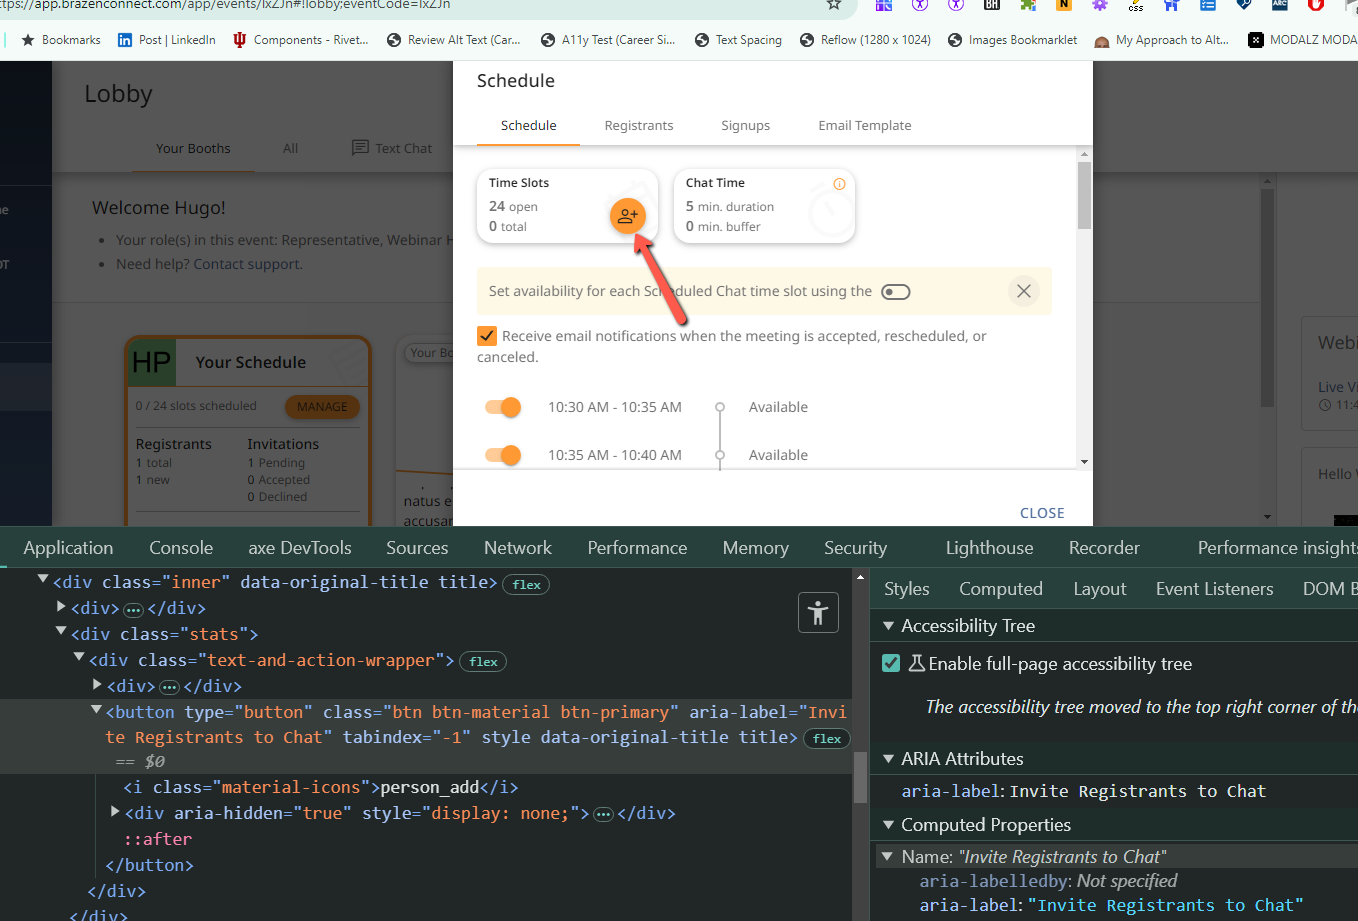 ttps://app.brazenconnect.com/app/events/IxZJn#!lobby;eventCode=IxZJn
Bookmarks
Post | LinkedIn
Components - Rivet...
Review Alt Text (Car...
A11y Test (Career Si...
Text Spacing
Reflow (1280 x 1024)
Images Bookmarklet
My Approach to Alt...
MODALZ MODA
Lobby
Your Booths
All
Text Chat
Welcome Hugo!
Your role(s) in this event: Representative, Webinar H
Need help? Contact support.
HP
Your Schedule
0 / 24 slots scheduled
MANAGE
Registrants
1 total
1 new
Invitations
1 Pending
0 Accepted
0 Declined
Your Bo
natus e
accusar
Schedule
Schedule
Registrants
Signups
Email Template
Time Slots
24 open
0 total
Chat Time
5 min. duration
0 min. buffer
Set availability for each Scheduled Chat time slot using the
Receive email notifications when the meeting is accepted, rescheduled, or
canceled.
10:30 AM - 10:35 AM
Available
10:35 AM - 10:40 AM
Available
CLOSE
Webi
Live Vi
11:4
Hello W
Application
Console
axe DevTools
Sources
Network
Performance
Memory
Security
Lighthouse
Recorder
Performance insights
<div class="inner" data-original-title title> flex
<div> … </div>
<div class="stats">
<div class="text-and-action-wrapper"> flex
<div> … </div>
<button type="button" class="btn btn-material btn-primary" aria-label="Invi
te Registrants to Chat" tabindex="-1" style data-original-title title> flex
== $0
<i class="material-icons">person_add</i>
<div aria-hidden="true" style="display: none;"> … </div>
::after
</button>
</div>
</div>
Styles
Computed
Layout
Event Listeners
DOM B
Accessibility Tree
Enable full-page accessibility tree
The accessibility tree moved to the top right corner of the
ARIA Attributes
aria-label: Invite Registrants to Chat
Computed Properties
Name: "Invite Registrants to Chat"
aria-labelledby: Not specified
aria-label: "Invite Registrants to Chat"